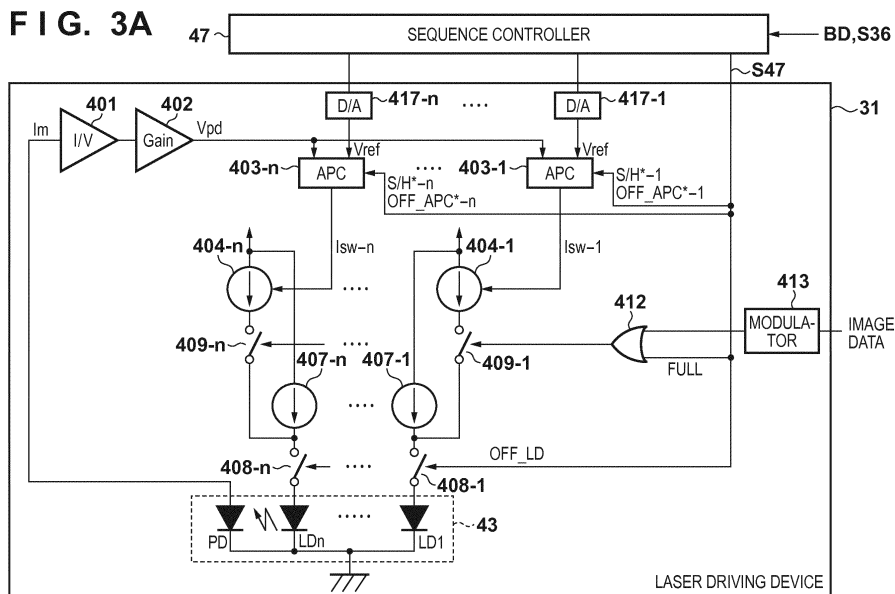 FIG. 3A
47
SEQUENCE CONTROLLER
BD,S36
S47
31
401
402
D/A
417-n
D/A
417-1
Im
I/V
Gain
Vpd
Vref
Vref
403-n
APC
403-1
APC
S/H*-n
OFF_APC*-n
S/H*-1
OFF_APC*-1
404-n
Isw-n
404-1
Isw-1
413
412
MODULA-
TOR
IMAGE
DATA
409-n
407-n
407-1
409-1
FULL
408-n
OFF_LD
408-1
43
PD
LDn
LD1
LASER DRIVING DEVICE